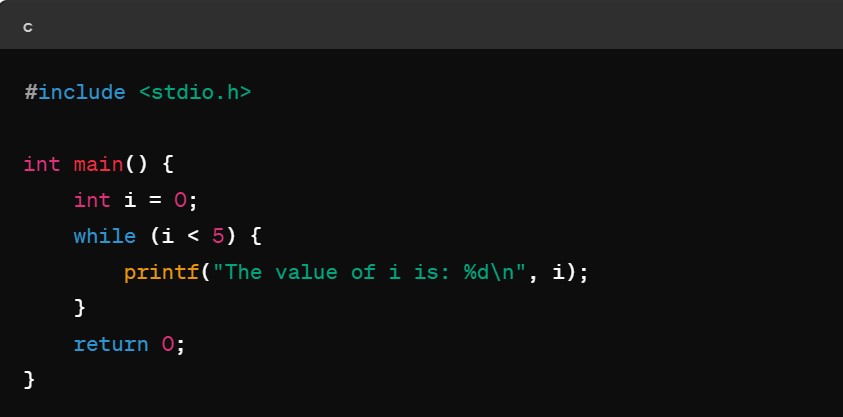 c
#include <stdio.h>
int main() {
    int i = 0;
    while (i < 5) {
        printf("The value of i is: %d\n", i);
    }
    return 0;
}